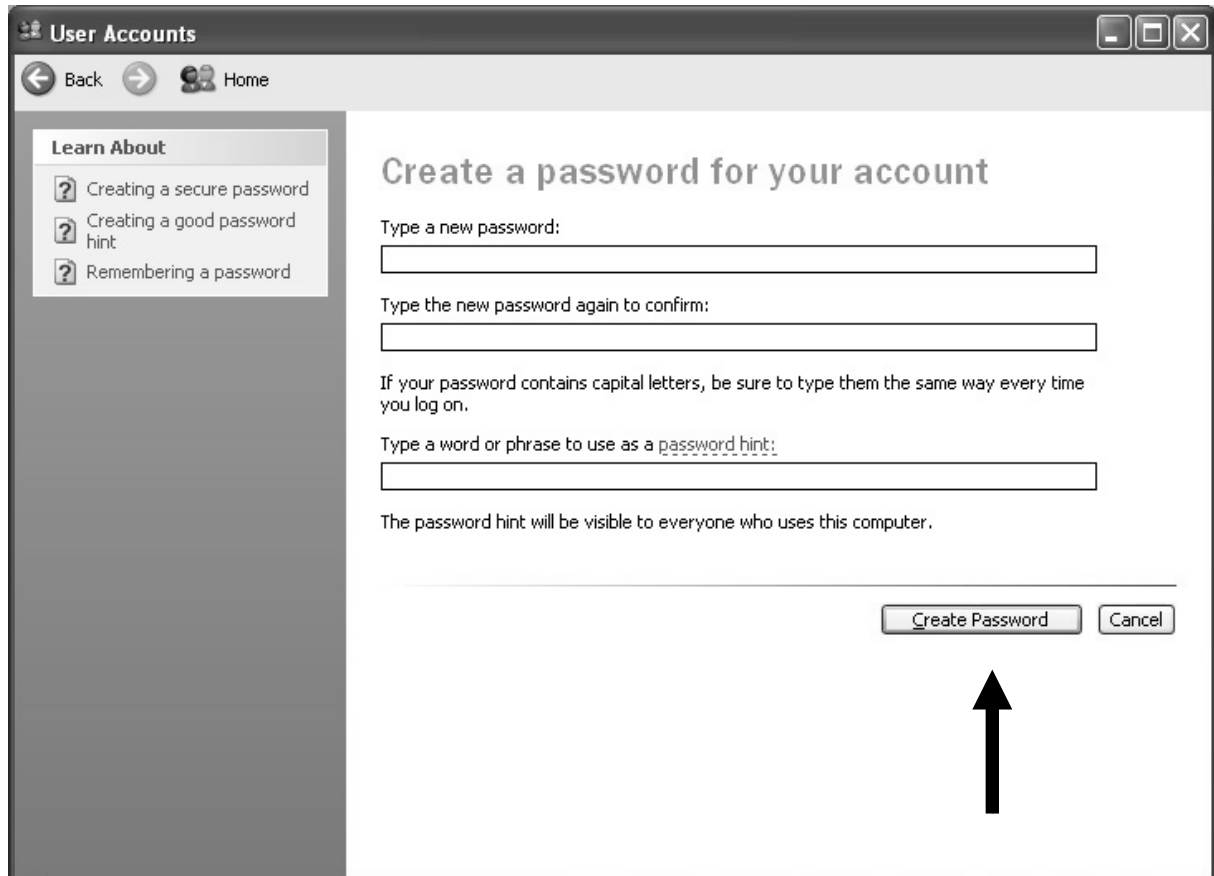 User Accounts
Back
Home
Learn About
Creating a secure password
Creating a good password
hint
Remembering a password
Create a password for your account
Type a new password:
Type the new password again to confirm:
If your password contains capital letters, be sure to type them the same way every time
you log on.
Type a word or phrase to use as a password hint:
The password hint will be visible to everyone who uses this computer.
Create Password
Cancel